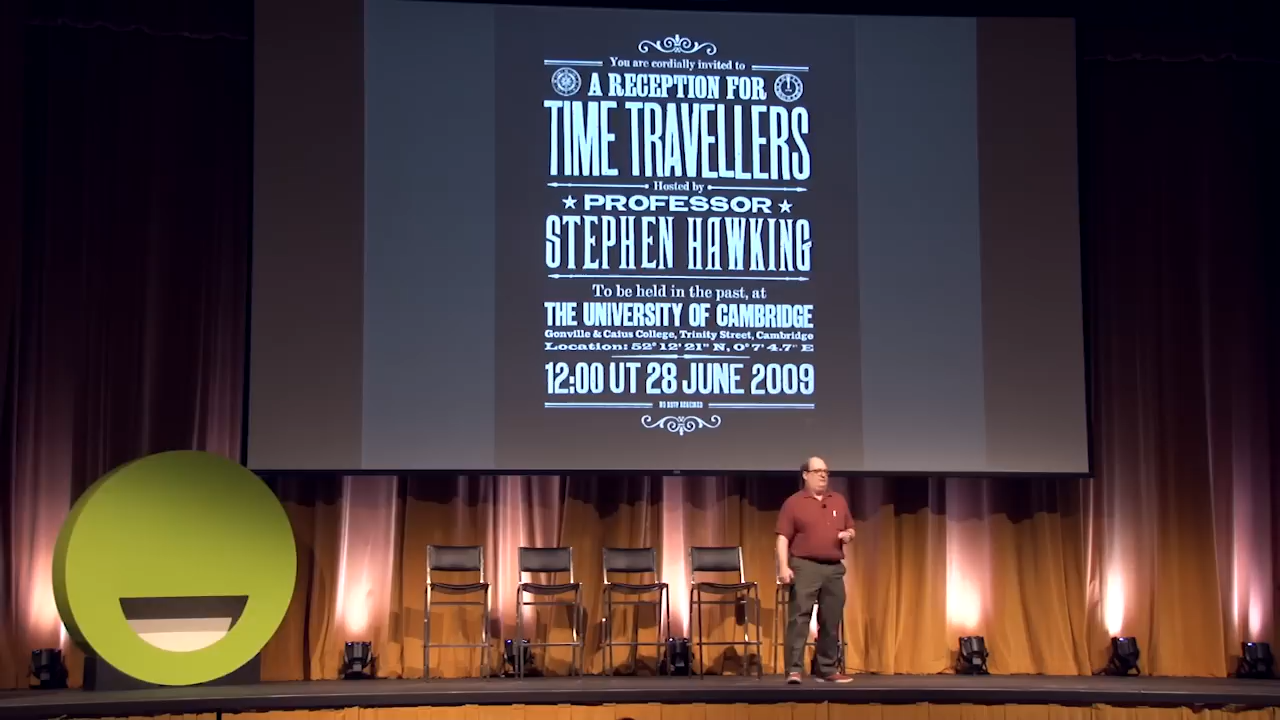 You are cordially invited to
A RECEPTION FOR
TIME TRAVELLERS
Hosted by
PROFESSOR
STEPHEN HAWKING
To be held in the past, at
THE UNIVERSITY OF CAMBRIDGE
Gonville & Caius College, Trinity Street, Cambridge
Location: 52° 12' 21" N, 0° 7' 4.7" E
12:00 UT 28 JUNE 2009